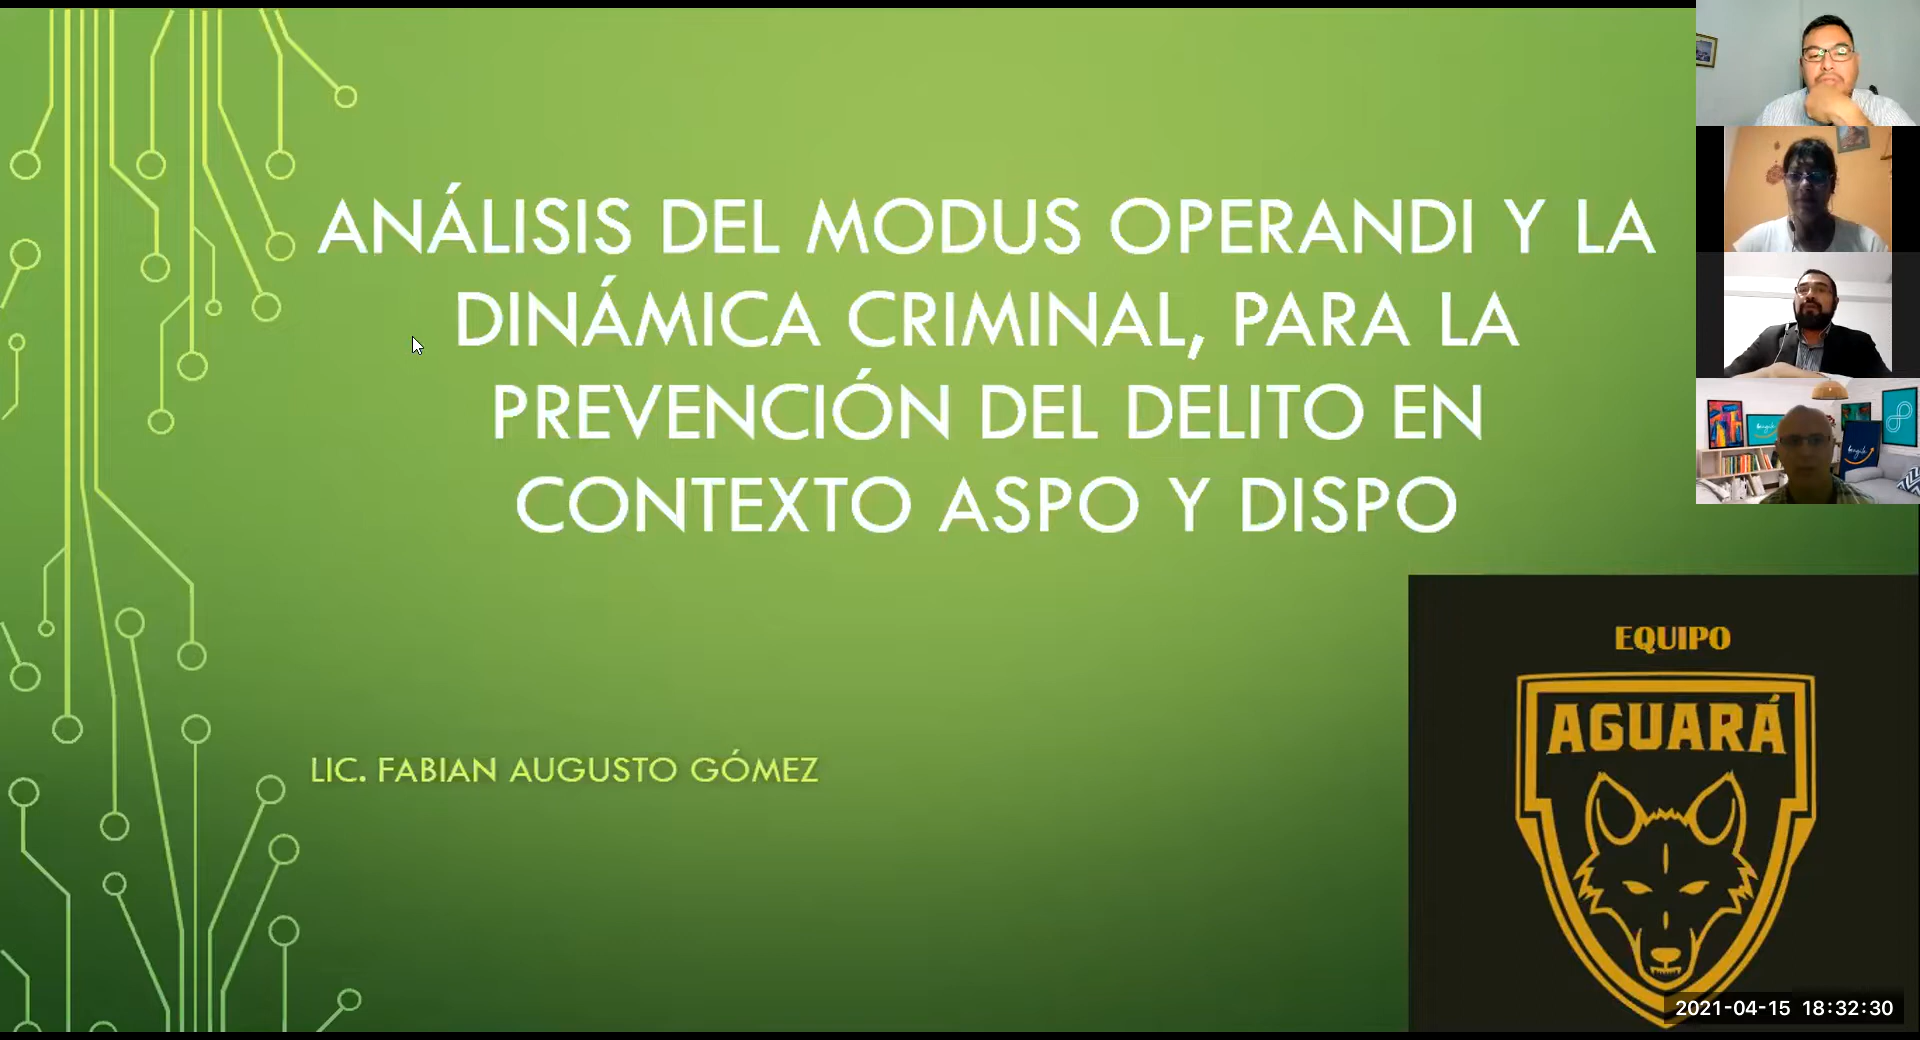 ANÁLISIS DEL MODUS OPERANDI Y LA
DINÁMICA CRIMINAL, PARA LA
PREVENCIÓN DEL DELITO EN
CONTEXTO ASPO Y DISPO
LIC. FABIAN AUGUSTO GÓMEZ
EQUIPO
AGUARÁ
2021-04-15 18:32:30